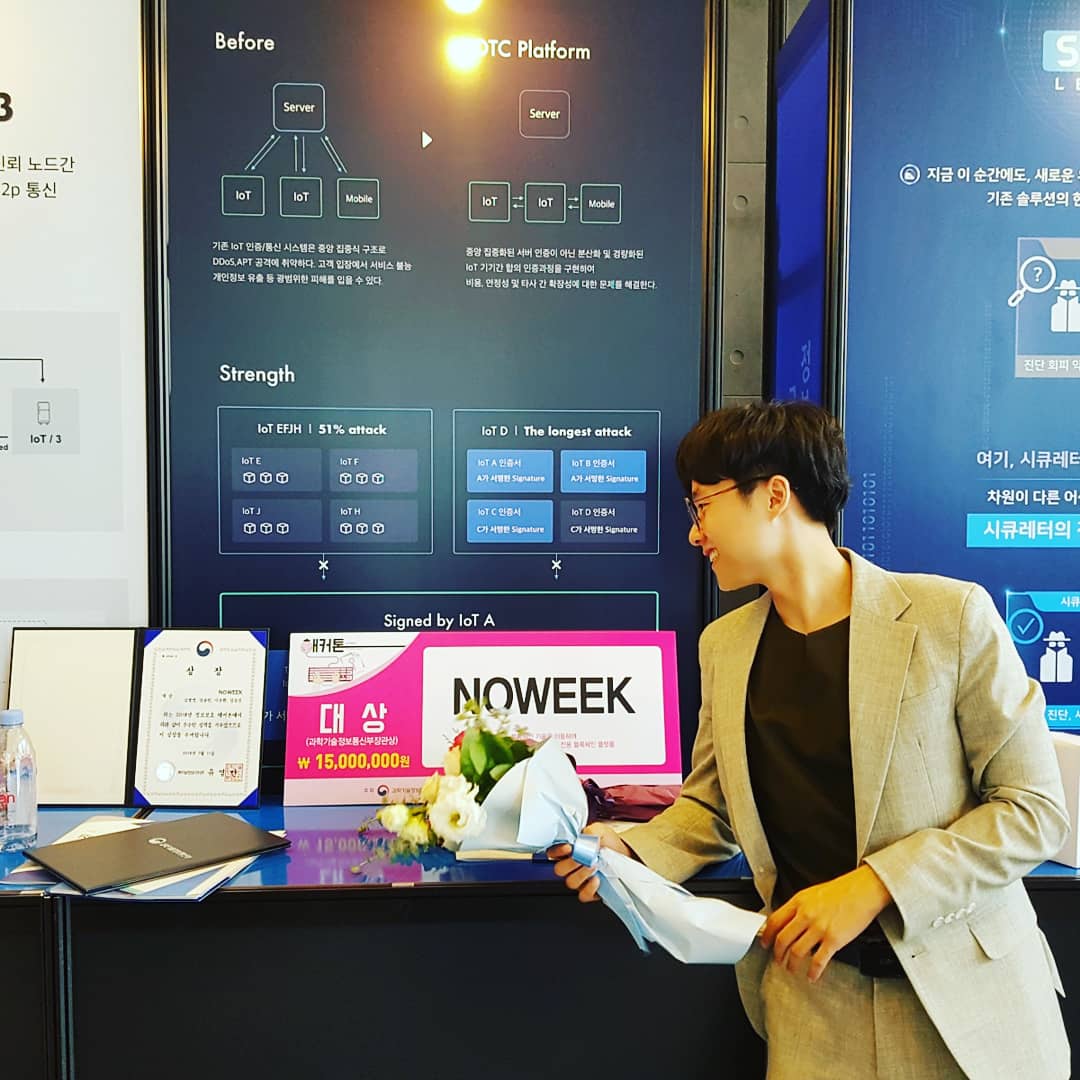 3
노드간
2p 통신
IoT / 3
Before
Server
IoT
IoT
Mobile
기존 IoT 인증/통신 시스템은 중앙 집중식 구조로
DDoS,APT 공격에 취약하다. 고객 입장에서 서비스 불능
개인정보 유출 등 광범위한 피해를 입을 수 있다.
OTC Platform
Server
IoT
IoT
Mobile
중앙 집중화된 서버 인증이 아닌 분산화 및 경량화된
IoT 기기간 합의 인증과정을 구현하여
비용, 안정성 및 타사 간 확장성에 대한 문제를 해결한다.
Strength
IoT EFJH | 51% attack
IoT E
IoT F
IoT J
IoT H
IoT D | The longest attack
IoT A 인증서
A가 서명한 Signature
IoT B 인증서
A가 서명한 Signature
IoT C 인증서
C가 서명한 Signature
IoT D 인증서
C가 서명한 Signature
Signed by IoT A
상 장
대 상
NOWEEK
해커톤
대 상
(과학기술정보통신부장관상)
₩ 15,000,000원
NOWEEK
주최
지금 이 순간에도, 새로운
기존 솔루션의 한
?
진단 회피
여기, 시큐레터
차원이 다른
시큐레터의
시큐
진단,
1011010101